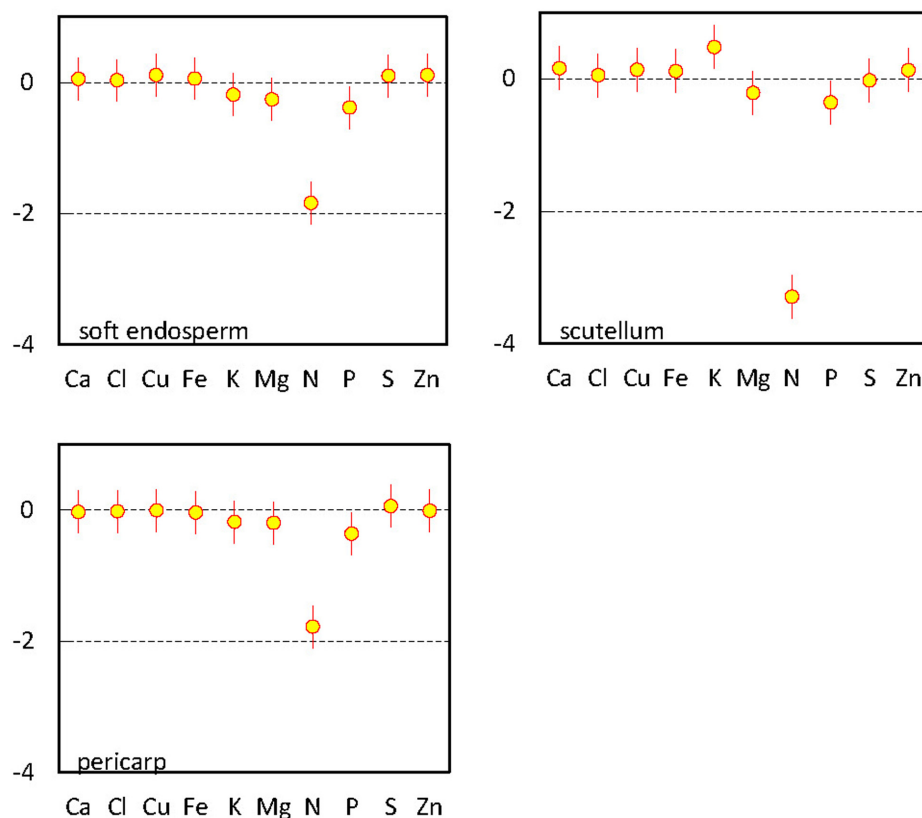 0
-2
-4
soft endosperm
Ca Cl Cu Fe K Mg N P S Zn
0
-2
-4
scutellum
Ca Cl Cu Fe K Mg N P S Zn
0
-2
-4
pericarp
Ca Cl Cu Fe K Mg N P S Zn